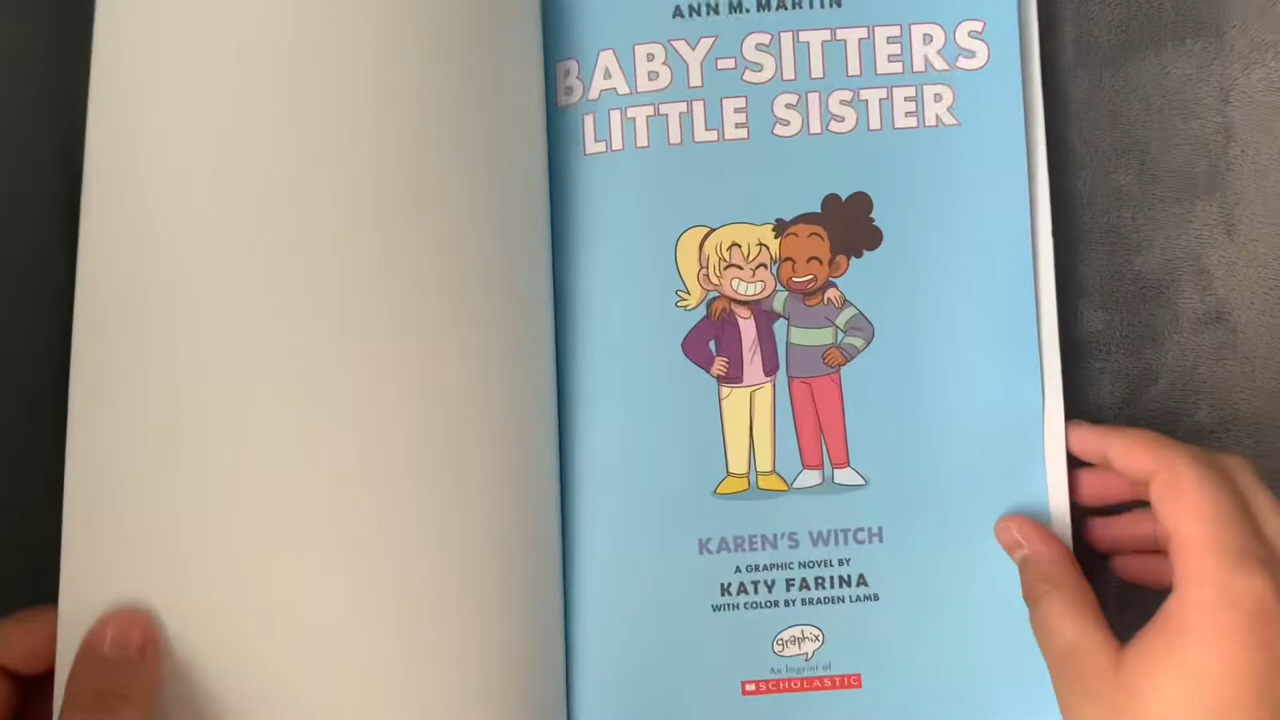 ANN M. MARTIN
BABY-SITTERS
LITTLE SISTER
KAREN'S WITCH
A GRAPHIC NOVEL BY
KATY FARINA
WITH COLOR BY BRADEN LAMB
graphix
An Imprint of
SCHOLASTIC